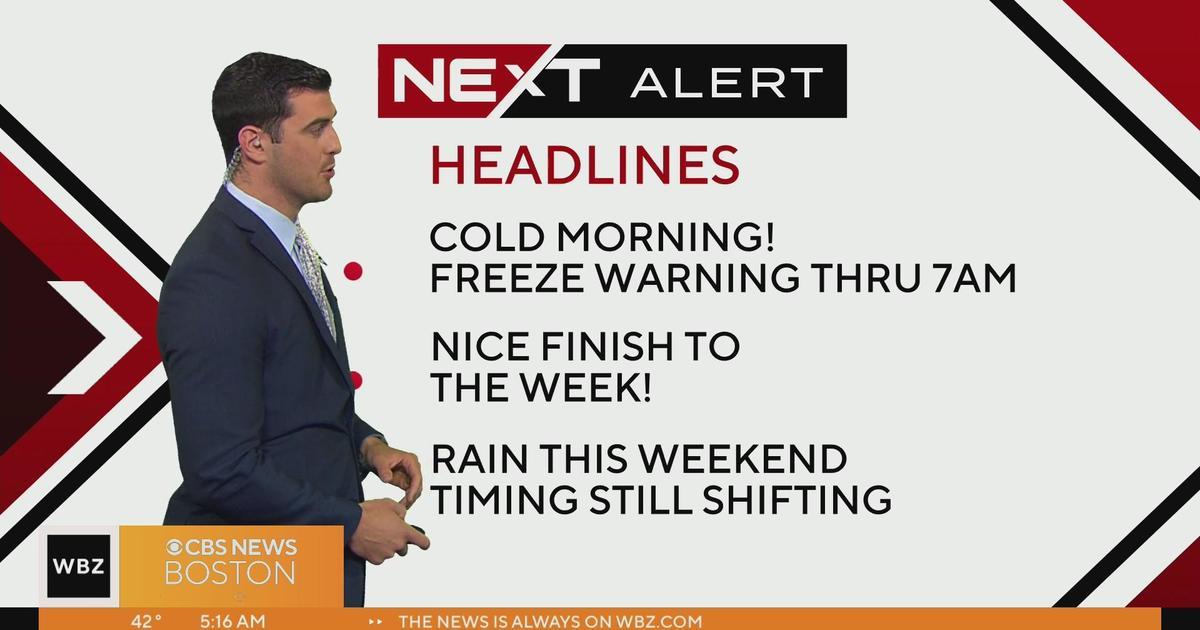 NEXT ALERT
HEADLINES
COLD MORNING!
FREEZE WARNING THRU 7AM
NICE FINISH TO
THE WEEK!
RAIN THIS WEEKEND
TIMING STILL SHIFTING
WBZ
CBS NEWS
BOSTON
42° 5:16 AM THE NEWS IS ALWAYS ON WBZ.COM